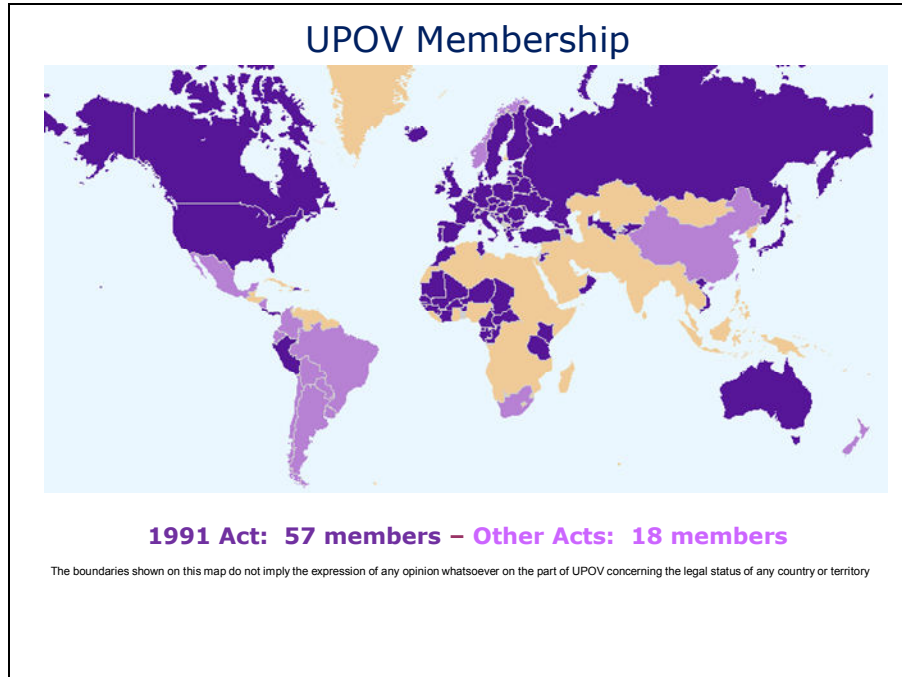 UPOV Membership
1991 Act: 57 members – Other Acts: 18 members
The boundaries shown on this map do not imply the expression of any opinion whatsoever on the part of UPOV concerning the legal status of any country or territory